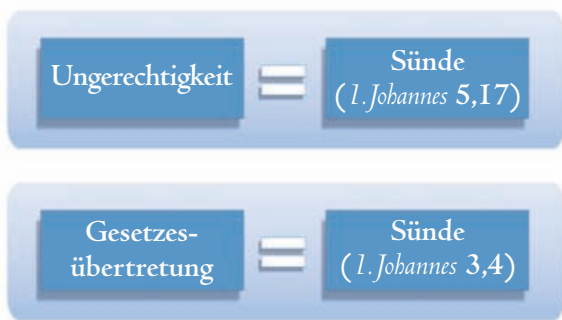 Ungerechtigkeit = Sünde
(1. Johannes 5,17)
Gesetzes-
übertretung = Sünde
(1. Johannes 3,4)